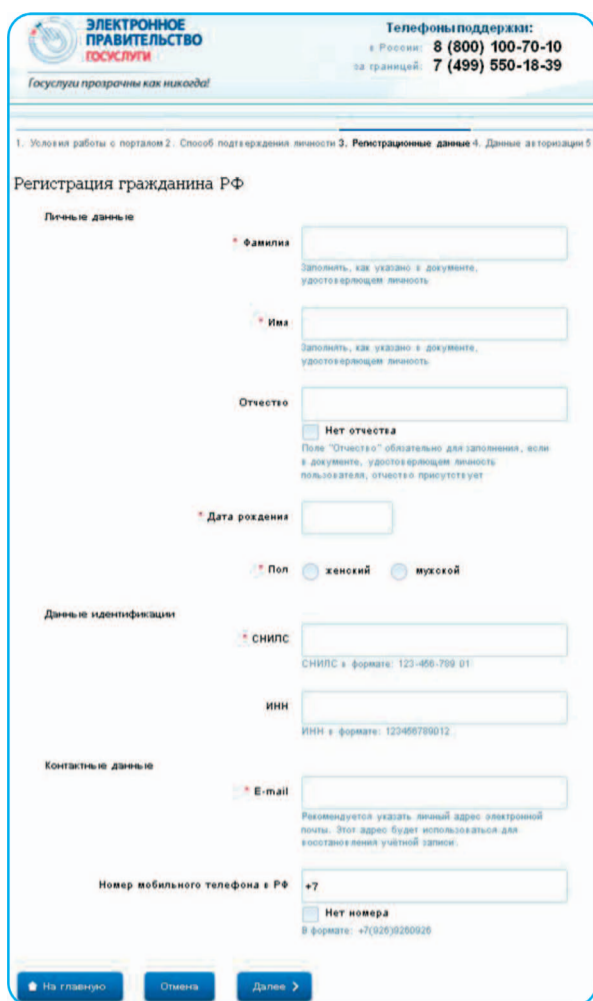 ЭЛЕКТРОННОЕ
ПРАВИТЕЛЬСТВО
ГОСУСЛУГИ
Госуслуги прозрачны как никогда!
Телефоны поддержки:
в России: 8 (800) 100-70-10
за границей: 7 (499) 550-18-39
1. Условия работы с порталом 2. Способ подтверждения личности 3. Регистрационные данные 4. Данные авторизации 5
Регистрация гражданина РФ
Личные данные
* Фамилия
Заполнять, как указано в документе,
удостоверяющем личность
* Имя
Заполнять, как указано в документе,
удостоверяющем личность
Отчество
Нет отчества
Поле "Отчество" обязательно для заполнения, если
в документе, удостоверяющем личность
пользователя, отчество присутствует
* Дата рождения
* Пол женский мужской
Данные идентификации
* СНИЛС
СНИЛС в формате: 123-456-789 01
ИНН
ИНН в формате: 123456789012
Контактные данные
* E-mail
Рекомендуется указать личный адрес электронной
почты. Этот адрес будет использоваться для
восстановления учётной записи.
Номер мобильного телефона в РФ +7
Нет номера
В формате: +7(926)9260926
На главную Отмена Далее >